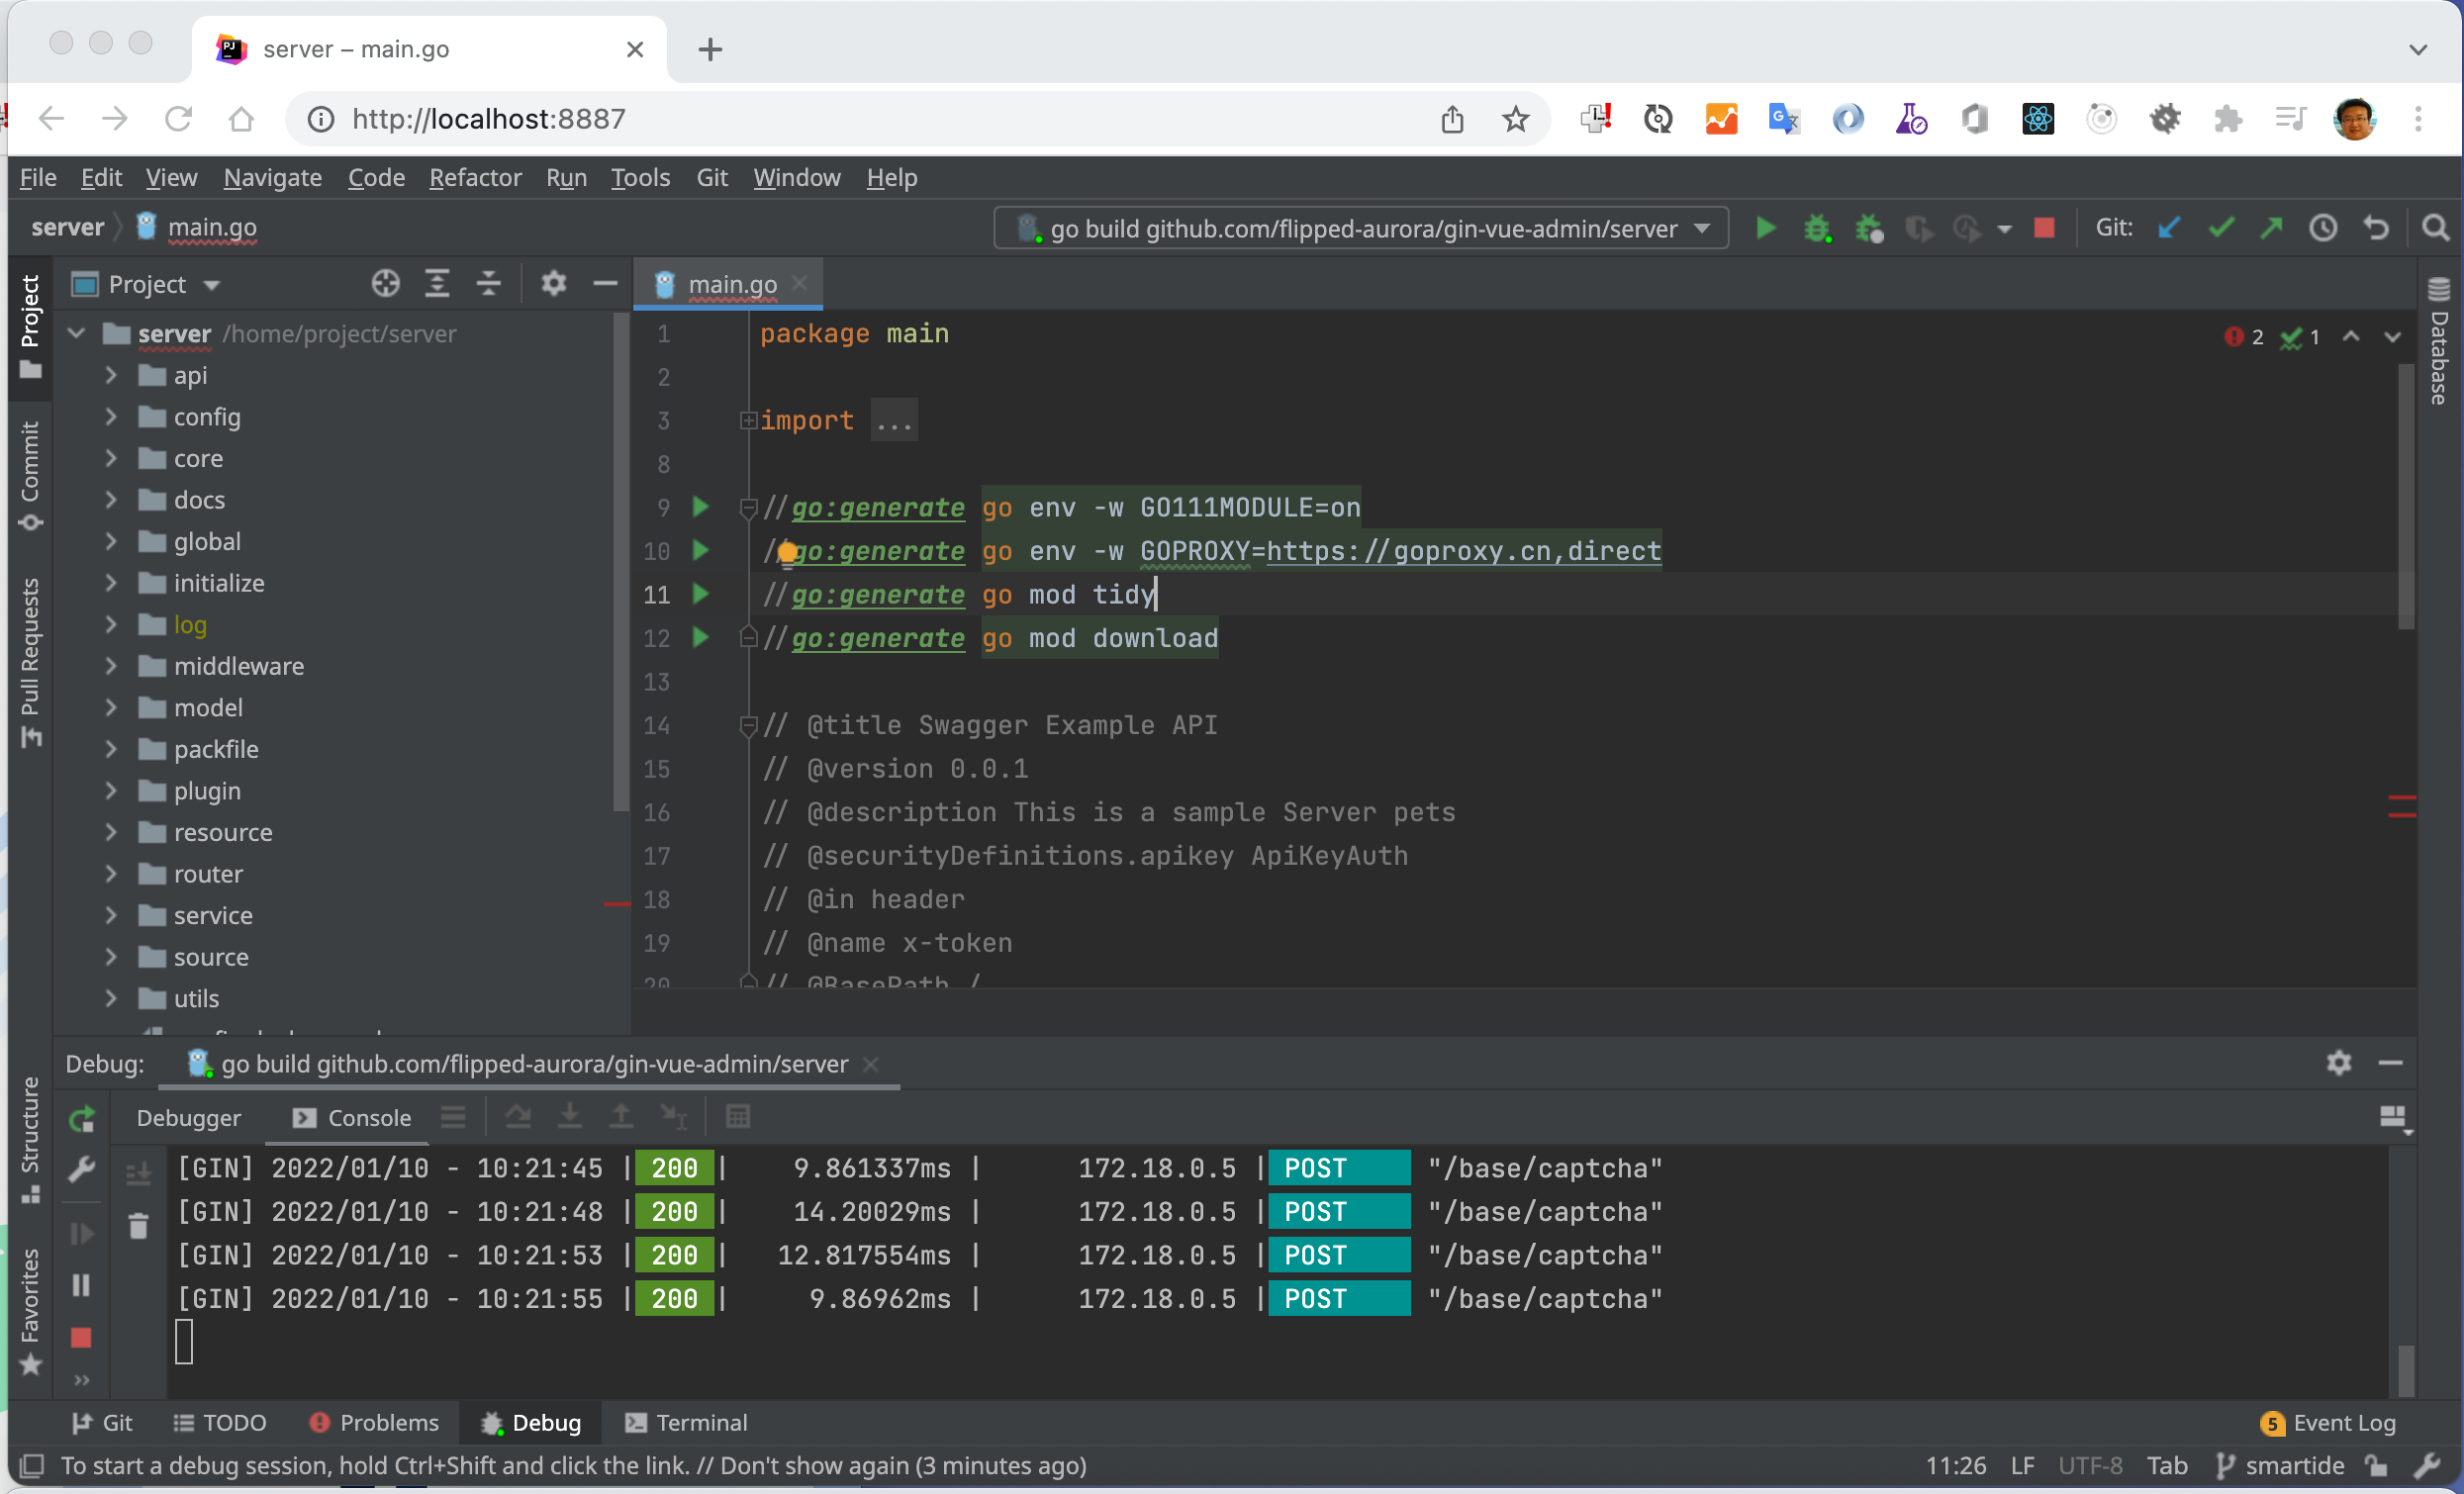 server – main.go
http://localhost:8887
File Edit View Navigate Code Refactor Run Tools Git Window Help
server main.go
go build github.com/flipped-aurora/gin-vue-admin/server
Git:
Project
Commit
Pull Requests
Structure
Favorites
Database
Project
server /home/project/server
api
config
core
docs
global
initialize
log
middleware
model
packfile
plugin
resource
router
service
source
utils
main.go
2 1
1 package main
2
3 import ...
8
9 //go:generate go env -w GO111MODULE=on
10 //go:generate go env -w GOPROXY=https://goproxy.cn,direct
11 //go:generate go mod tidy
12 //go:generate go mod download
13
14 // @title Swagger Example API
15 // @version 0.0.1
16 // @description This is a sample Server pets
17 // @securityDefinitions.apikey ApiKeyAuth
18 // @in header
19 // @name x-token
20 // @BasePath /
Debug: go build github.com/flipped-aurora/gin-vue-admin/server
Debugger Console
[GIN] 2022/01/10 - 10:21:45 | 200 | 9.861337ms | 172.18.0.5 | POST "/base/captcha"
[GIN] 2022/01/10 - 10:21:48 | 200 | 14.20029ms | 172.18.0.5 | POST "/base/captcha"
[GIN] 2022/01/10 - 10:21:53 | 200 | 12.817554ms | 172.18.0.5 | POST "/base/captcha"
[GIN] 2022/01/10 - 10:21:55 | 200 | 9.86962ms | 172.18.0.5 | POST "/base/captcha"
Git TODO Problems Debug Terminal
5 Event Log
To start a debug session, hold Ctrl+Shift and click the link. // Don't show again (3 minutes ago)
11:26 LF UTF-8 Tab smartide